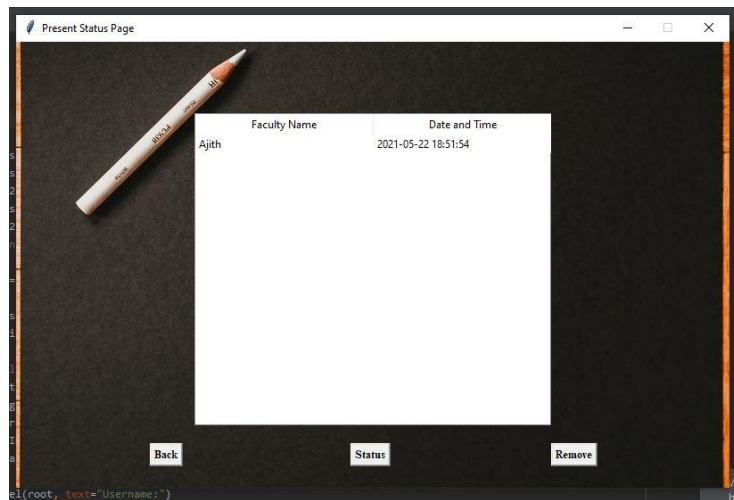 Present Status Page
Faculty Name Date and Time
Ajith 2021-05-22 18:51:54
Back Status Remove
el(root, text="Username:")